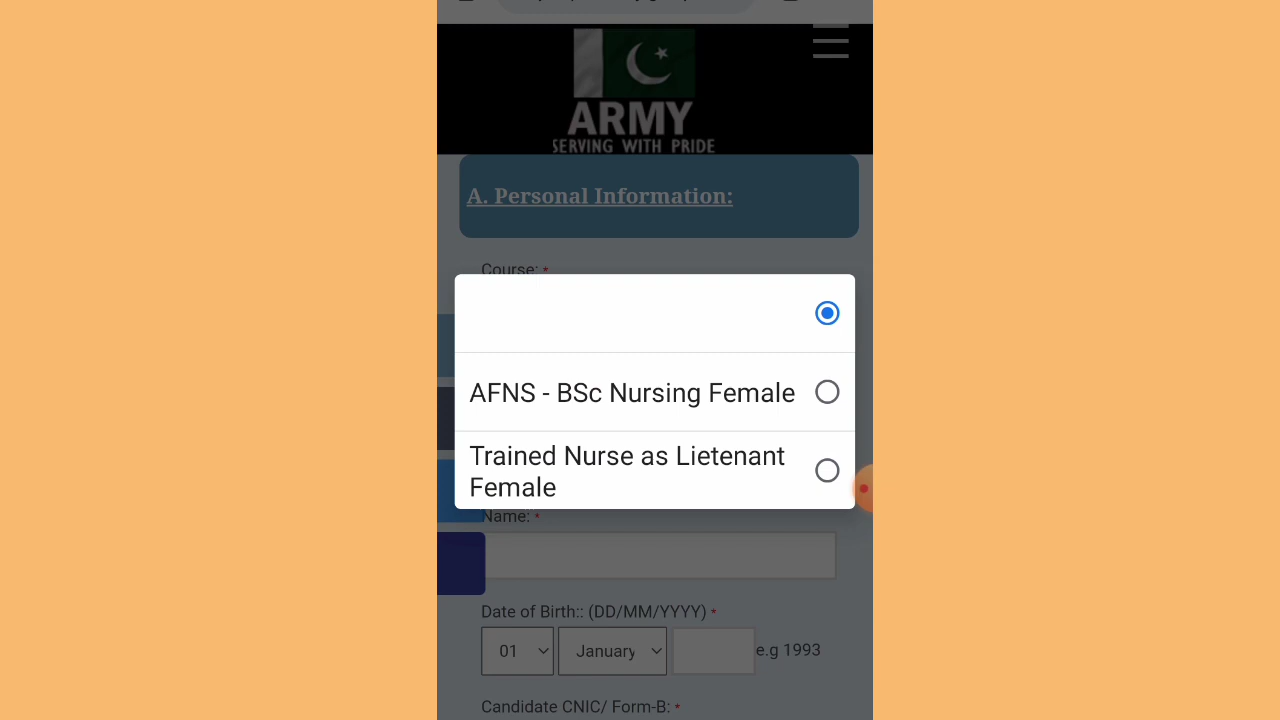 ARMY
SERVING WITH PRIDE
A. Personal Information:
Course: *
AFNS - BSc Nursing Female
Trained Nurse as Lietenant
Female
Name: *
Date of Birth:: (DD/MM/YYYY) *
01 January e.g 1993
Candidate CNIC/ Form-B: *